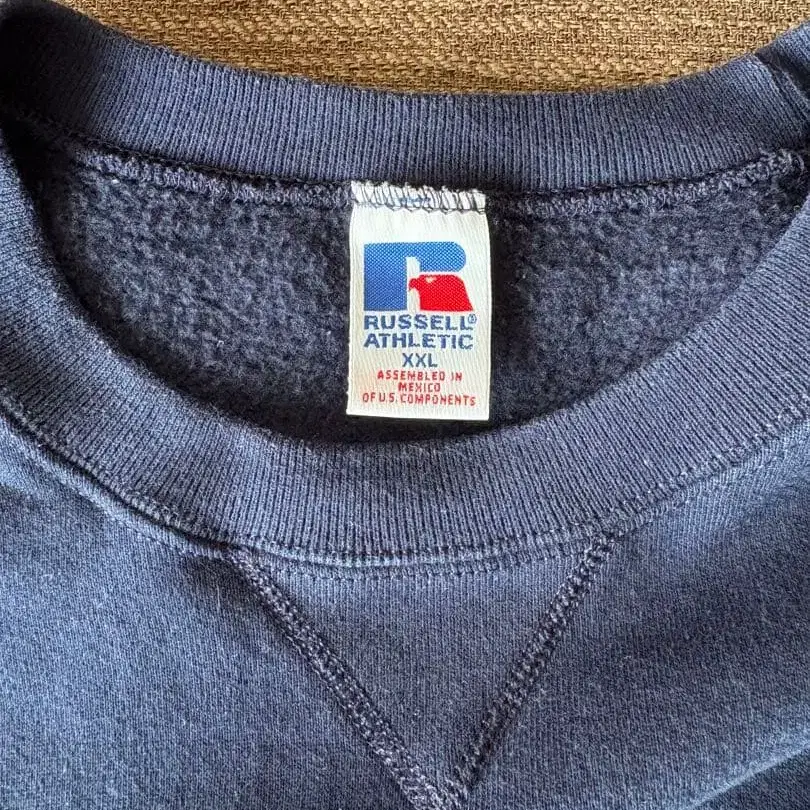 RUSSELL®
ATHLETIC
XXL
ASSEMBLED IN
MEXICO
OF U.S. COMPONENTS